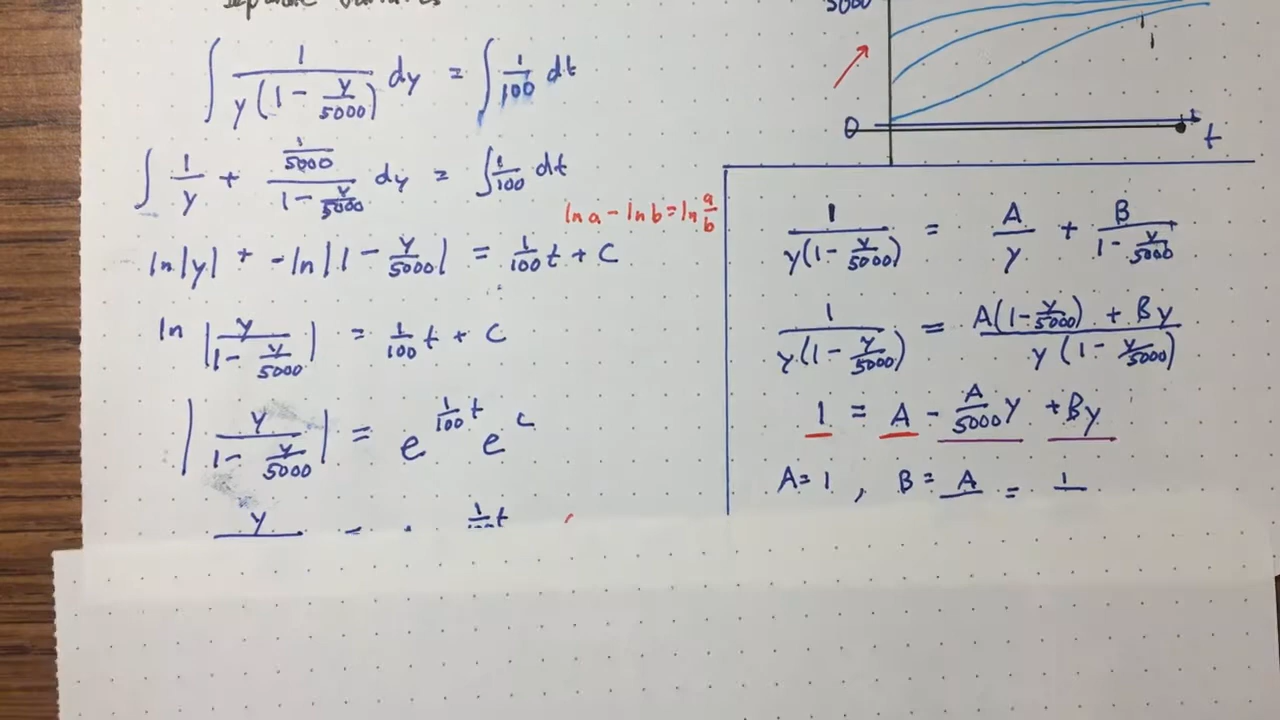 separate variables
∫ 1/(y(1 - y/5000)) dy = ∫ 1/100 dt
∫ 1/y + (1/5000)/(1 - y/5000) dy = ∫ 1/100 dt
ln a - ln b = ln a/b
ln|y| + -ln|1 - y/5000| = 1/100 t + C
ln |y/(1 - y/5000)| = 1/100 t + C
|y/(1 - y/5000)| = e^(1/100 t) e^C
y
5000
0
t
1/(y(1 - y/5000)) = A/y + B/(1 - y/5000)
1/(y(1 - y/5000)) = (A(1 - y/5000) + By)/(y(1 - y/5000))
1 = A - A/5000 y + By
A = 1, B = A = 1